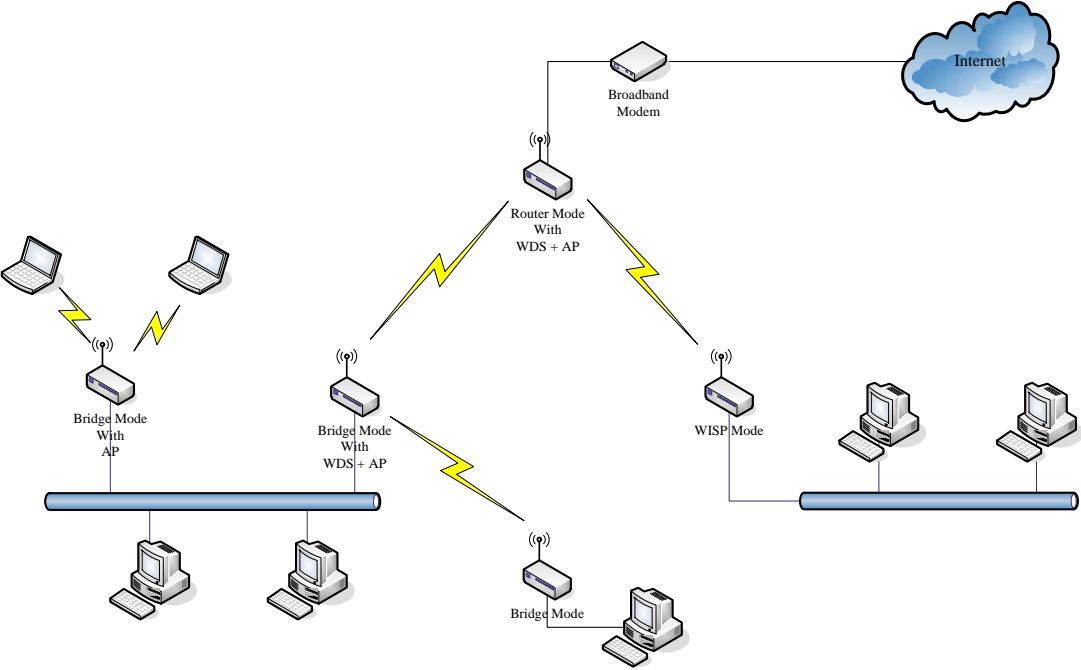 Internet
Broadband
Modem
Router Mode
With
WDS + AP
Bridge Mode
With
AP
Bridge Mode
With
WDS + AP
WISP Mode
Bridge Mode